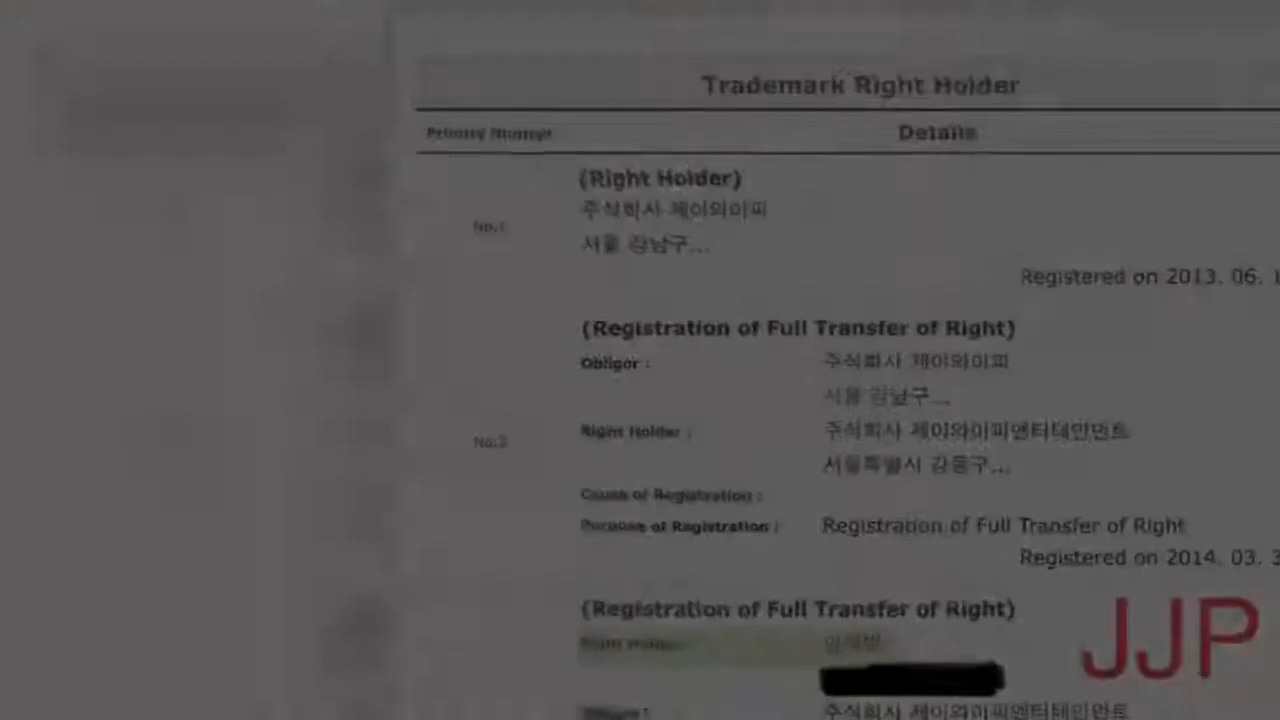 Trademark Right Holder
Details
(Right Holder)
주식회사 제이와이피
No.1
서울 강남구...
Registered on 2013. 06. 1
(Registration of Full Transfer of Right)
Obligor : 주식회사 제이와이피
서울 강남구...
Right Holder : 주식회사 제이와이피엔터테인먼트
No.2
서울특별시 강동구...
Cause of Registration :
Purpose of Registration : Registration of Full Transfer of Right
Registered on 2014. 03. 3
(Registration of Full Transfer of Right)
Right Holder
주식회사 제이와이피엔터테인먼트
JJP